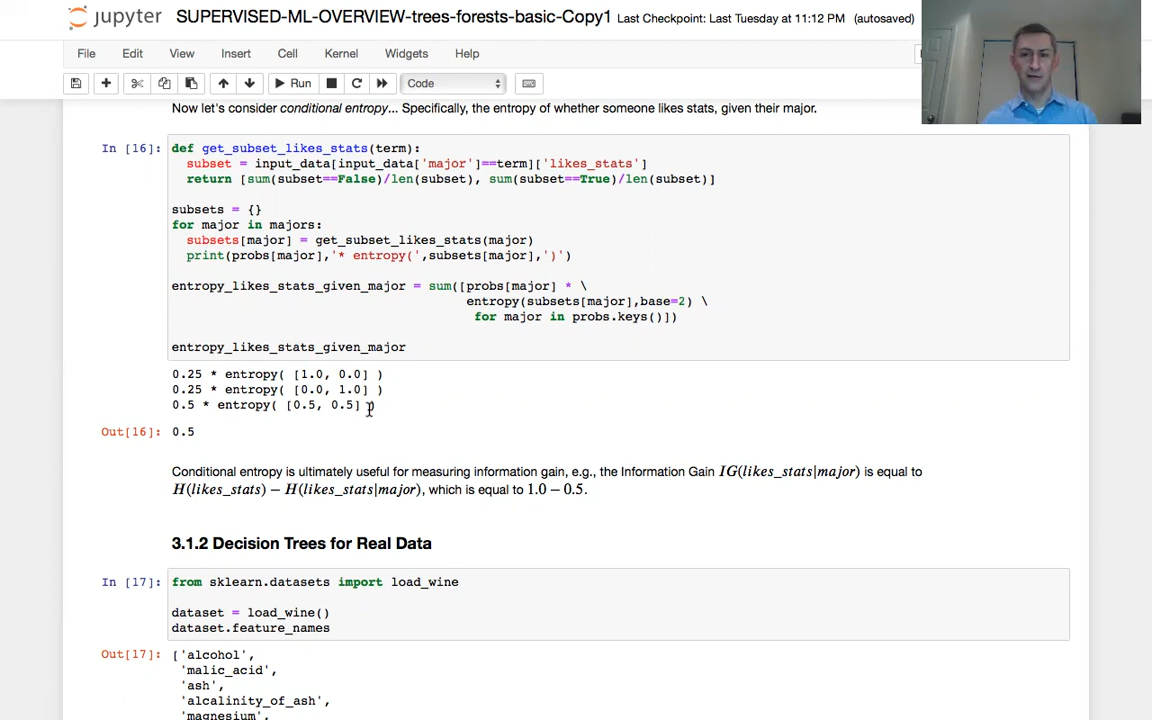 jupyter SUPERVISED-ML-OVERVIEW-trees-forests-basic-Copy1 Last Checkpoint: Last Tuesday at 11:12 PM (autosaved)
File Edit View Insert Cell Kernel Widgets Help
Run Code
Now let's consider conditional entropy... Specifically, the entropy of whether someone likes stats, given their major.
In [16]: def get_subset_likes_stats(term):
subset = input_data[input_data['major']==term]['likes_stats']
return [sum(subset==False)/len(subset), sum(subset==True)/len(subset)]
subsets = {}
for major in majors:
subsets[major] = get_subset_likes_stats(major)
print(probs[major],'* entropy(',subsets[major],')')
entropy_likes_stats_given_major = sum([probs[major] * \
entropy(subsets[major],base=2) \
for major in probs.keys()])
entropy_likes_stats_given_major
0.25 * entropy( [1.0, 0.0] )
0.25 * entropy( [0.0, 1.0] )
0.5 * entropy( [0.5, 0.5] )
Out[16]: 0.5
Conditional entropy is ultimately useful for measuring information gain, e.g., the Information Gain IG(likes_stats|major) is equal to
H(likes_stats) − H(likes_stats|major), which is equal to 1.0 − 0.5.
3.1.2 Decision Trees for Real Data
In [17]: from sklearn.datasets import load_wine
dataset = load_wine()
dataset.feature_names
Out[17]: ['alcohol',
'malic_acid',
'ash',
'alcalinity_of_ash',
'magnesium',